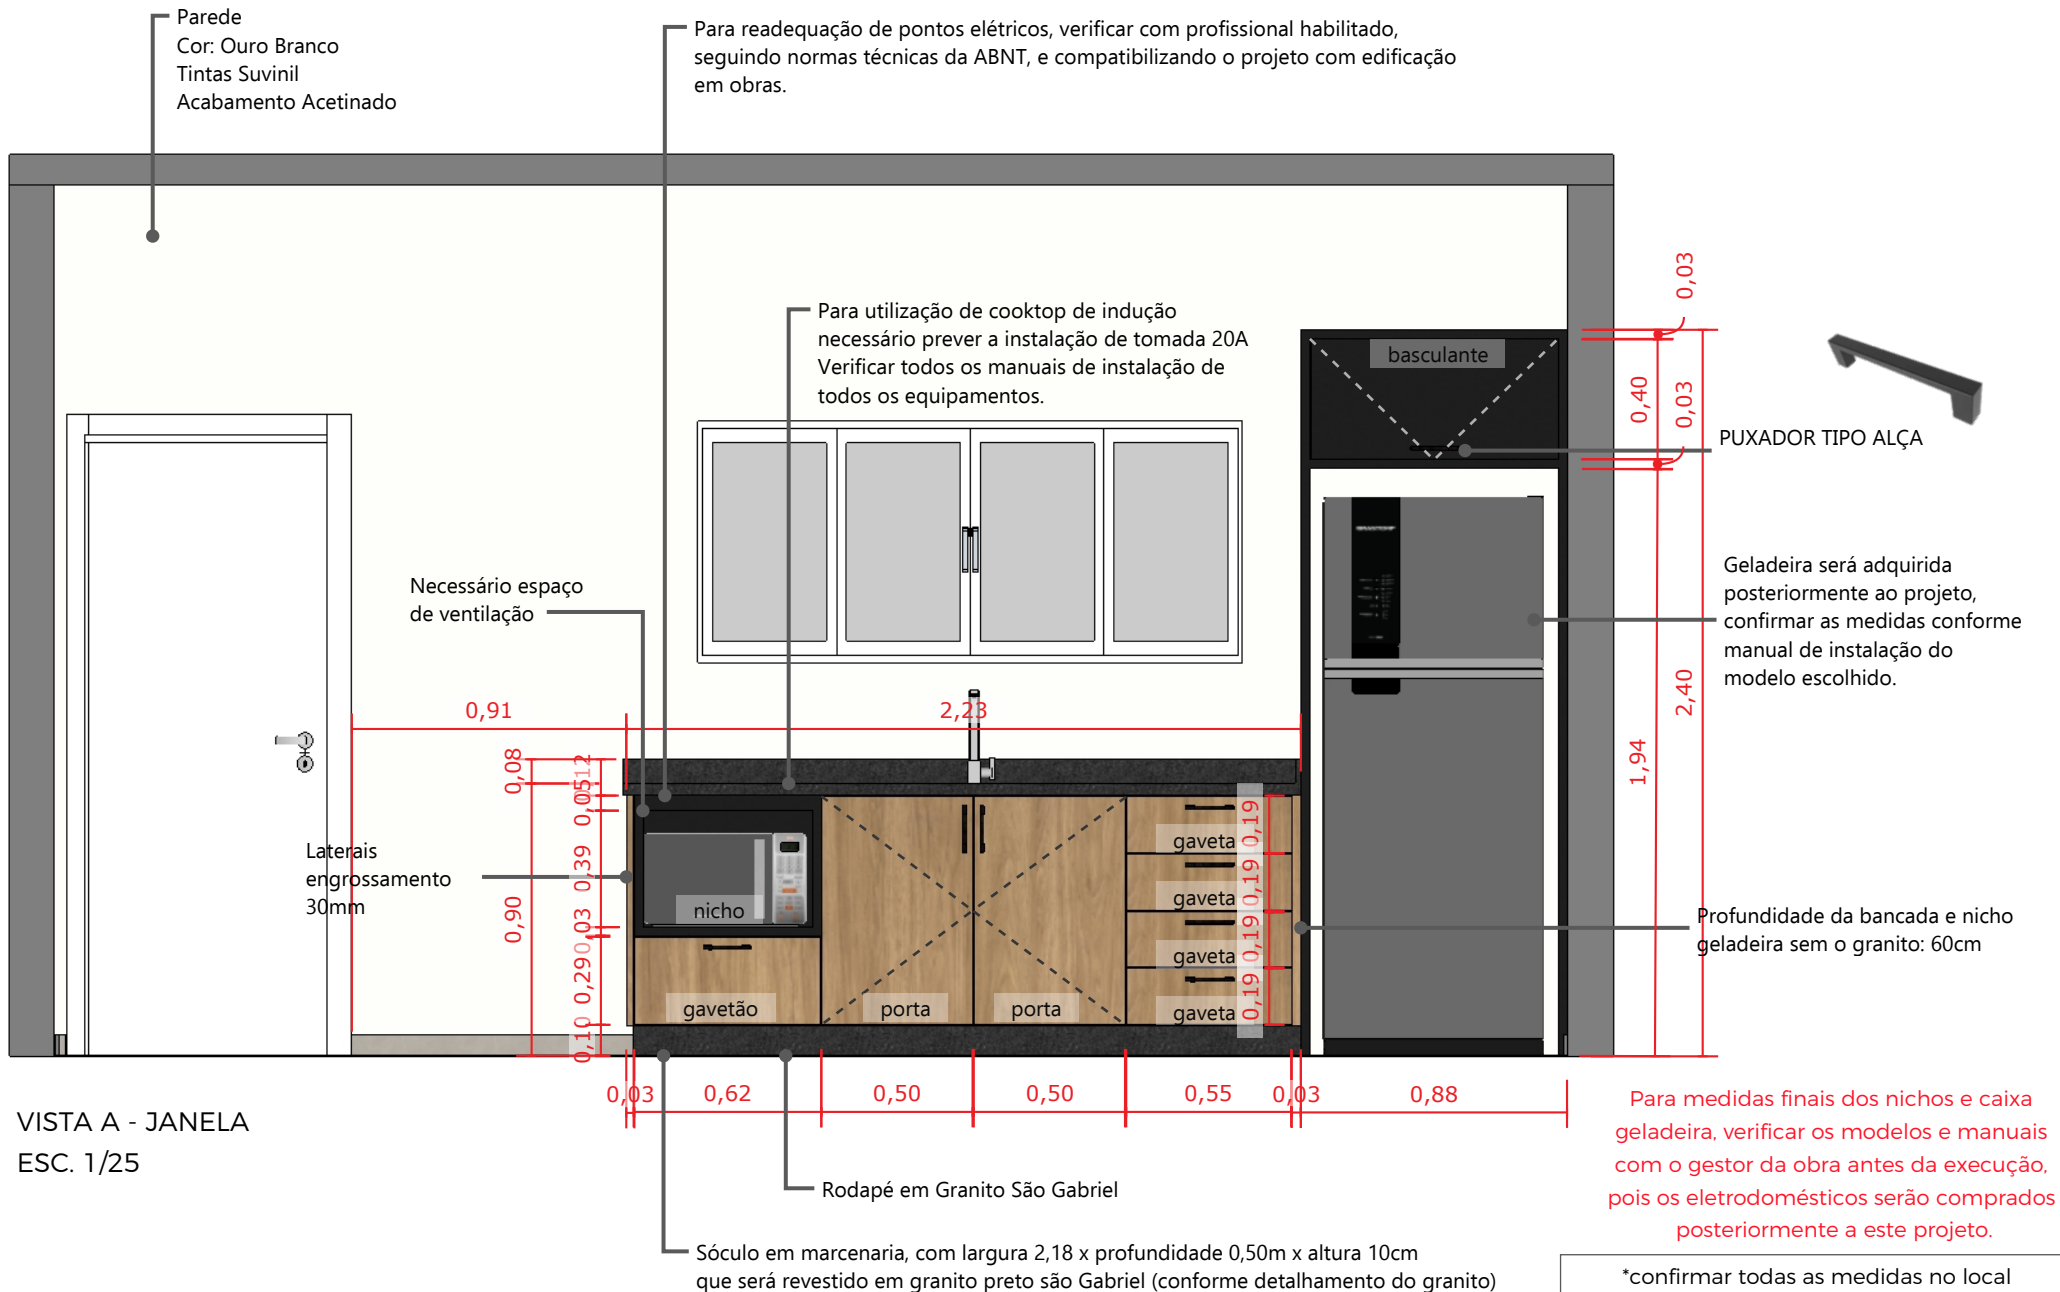 Parede
Cor: Ouro Branco
Tintas Suvinil
Acabamento Acetinado
Para readequação de pontos elétricos, verificar com profissional habilitado,
seguindo normas técnicas da ABNT, e compatibilizando o projeto com edificação
em obras.
Para utilização de cooktop de indução
necessário prever a instalação de tomada 20A
Verificar todos os manuais de instalação de
todos os equipamentos.
0,03
basculante
0,40
0,03
PUXADOR TIPO ALÇA
Necessário espaço
de ventilação
Geladeira será adquirida
posteriormente ao projeto,
confirmar as medidas conforme
manual de instalação do
modelo escolhido.
0,91
2,23
2,40
1,94
0,08
0,05
Laterais
engrossamento
30mm
0,39
0,90
0,03
0,29
0,10
nicho
gavetão
porta
porta
gaveta
0,19
gaveta
0,19
gaveta
0,19
gaveta
0,19
Profundidade da bancada e nicho
geladeira sem o granito: 60cm
0,03
0,62
0,50
0,50
0,55
0,03
0,88
VISTA A - JANELA
ESC. 1/25
Rodapé em Granito São Gabriel
Sóculo em marcenaria, com largura 2,18 x profundidade 0,50m x altura 10cm
que será revestido em granito preto são Gabriel (conforme detalhamento do granito)
Para medidas finais dos nichos e caixa
geladeira, verificar os modelos e manuais
com o gestor da obra antes da execução,
pois os eletrodomésticos serão comprados
posteriormente a este projeto.
*confirmar todas as medidas no local